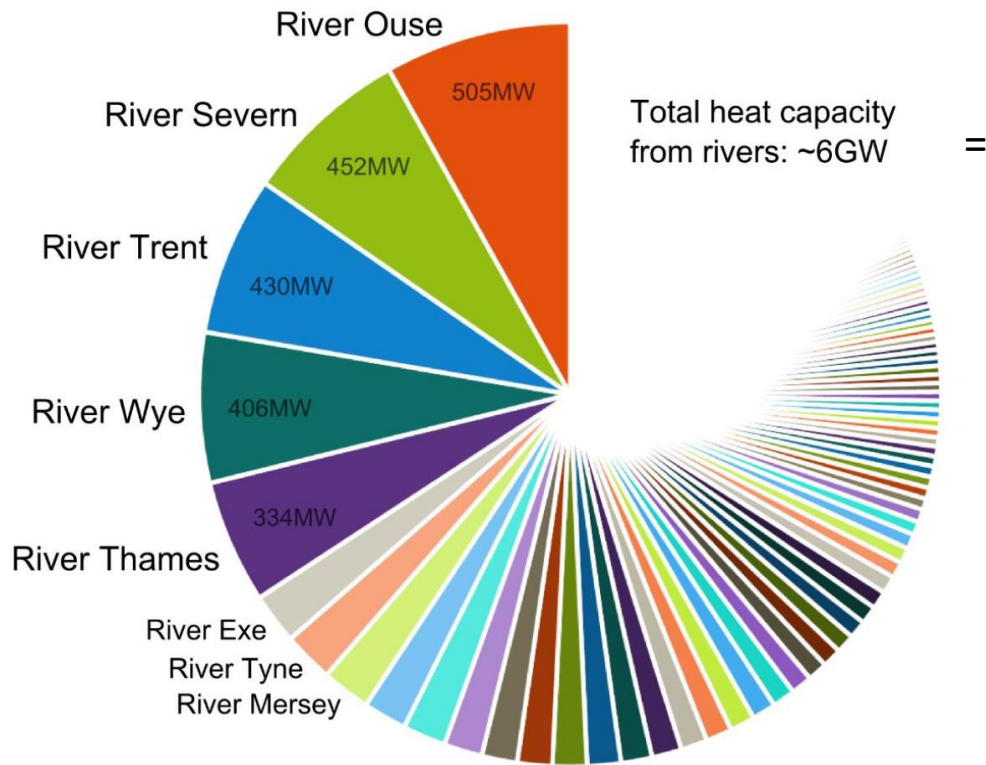 River Ouse
505MW
River Severn
452MW
Total heat capacity
from rivers: ~6GW
=
River Trent
430MW
River Wye
406MW
334MW
River Thames
River Exe
River Tyne
River Mersey